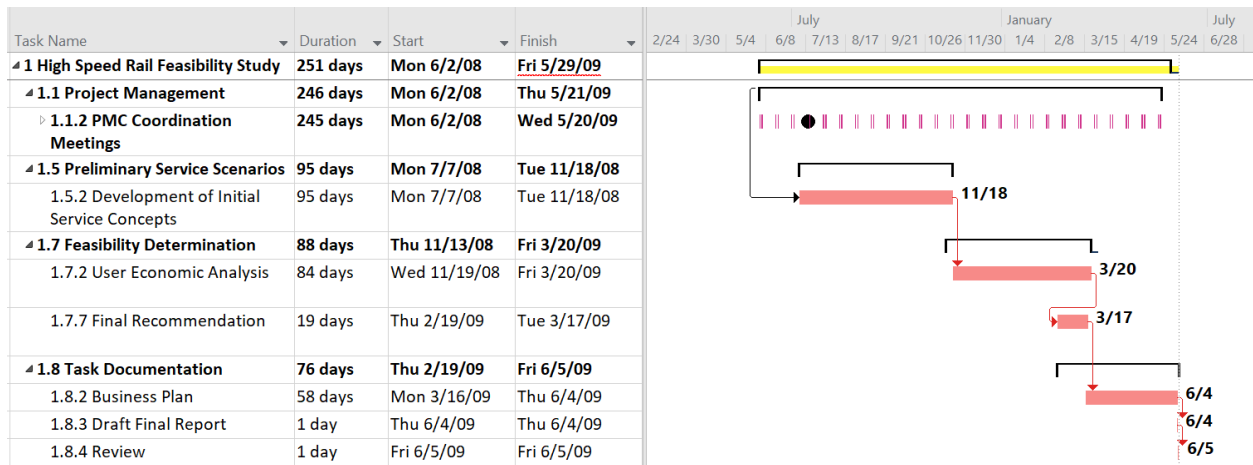 July January July
Task Name Duration Start Finish 2/24 3/30 5/4 6/8 7/13 8/17 9/21 10/26 11/30 1/4 2/8 3/15 4/19 5/24 6/28
1 High Speed Rail Feasibility Study 251 days Mon 6/2/08 Fri 5/29/09
1.1 Project Management 246 days Mon 6/2/08 Thu 5/21/09
1.1.2 PMC Coordination 245 days Mon 6/2/08 Wed 5/20/09
Meetings
1.5 Preliminary Service Scenarios 95 days Mon 7/7/08 Tue 11/18/08
1.5.2 Development of Initial 95 days Mon 7/7/08 Tue 11/18/08 11/18
Service Concepts
1.7 Feasibility Determination 88 days Thu 11/13/08 Fri 3/20/09
1.7.2 User Economic Analysis 84 days Wed 11/19/08 Fri 3/20/09 3/20
1.7.7 Final Recommendation 19 days Thu 2/19/09 Tue 3/17/09 3/17
1.8 Task Documentation 76 days Thu 2/19/09 Fri 6/5/09
1.8.2 Business Plan 58 days Mon 3/16/09 Thu 6/4/09 6/4
1.8.3 Draft Final Report 1 day Thu 6/4/09 Thu 6/4/09 6/4
1.8.4 Review 1 day Fri 6/5/09 Fri 6/5/09 6/5